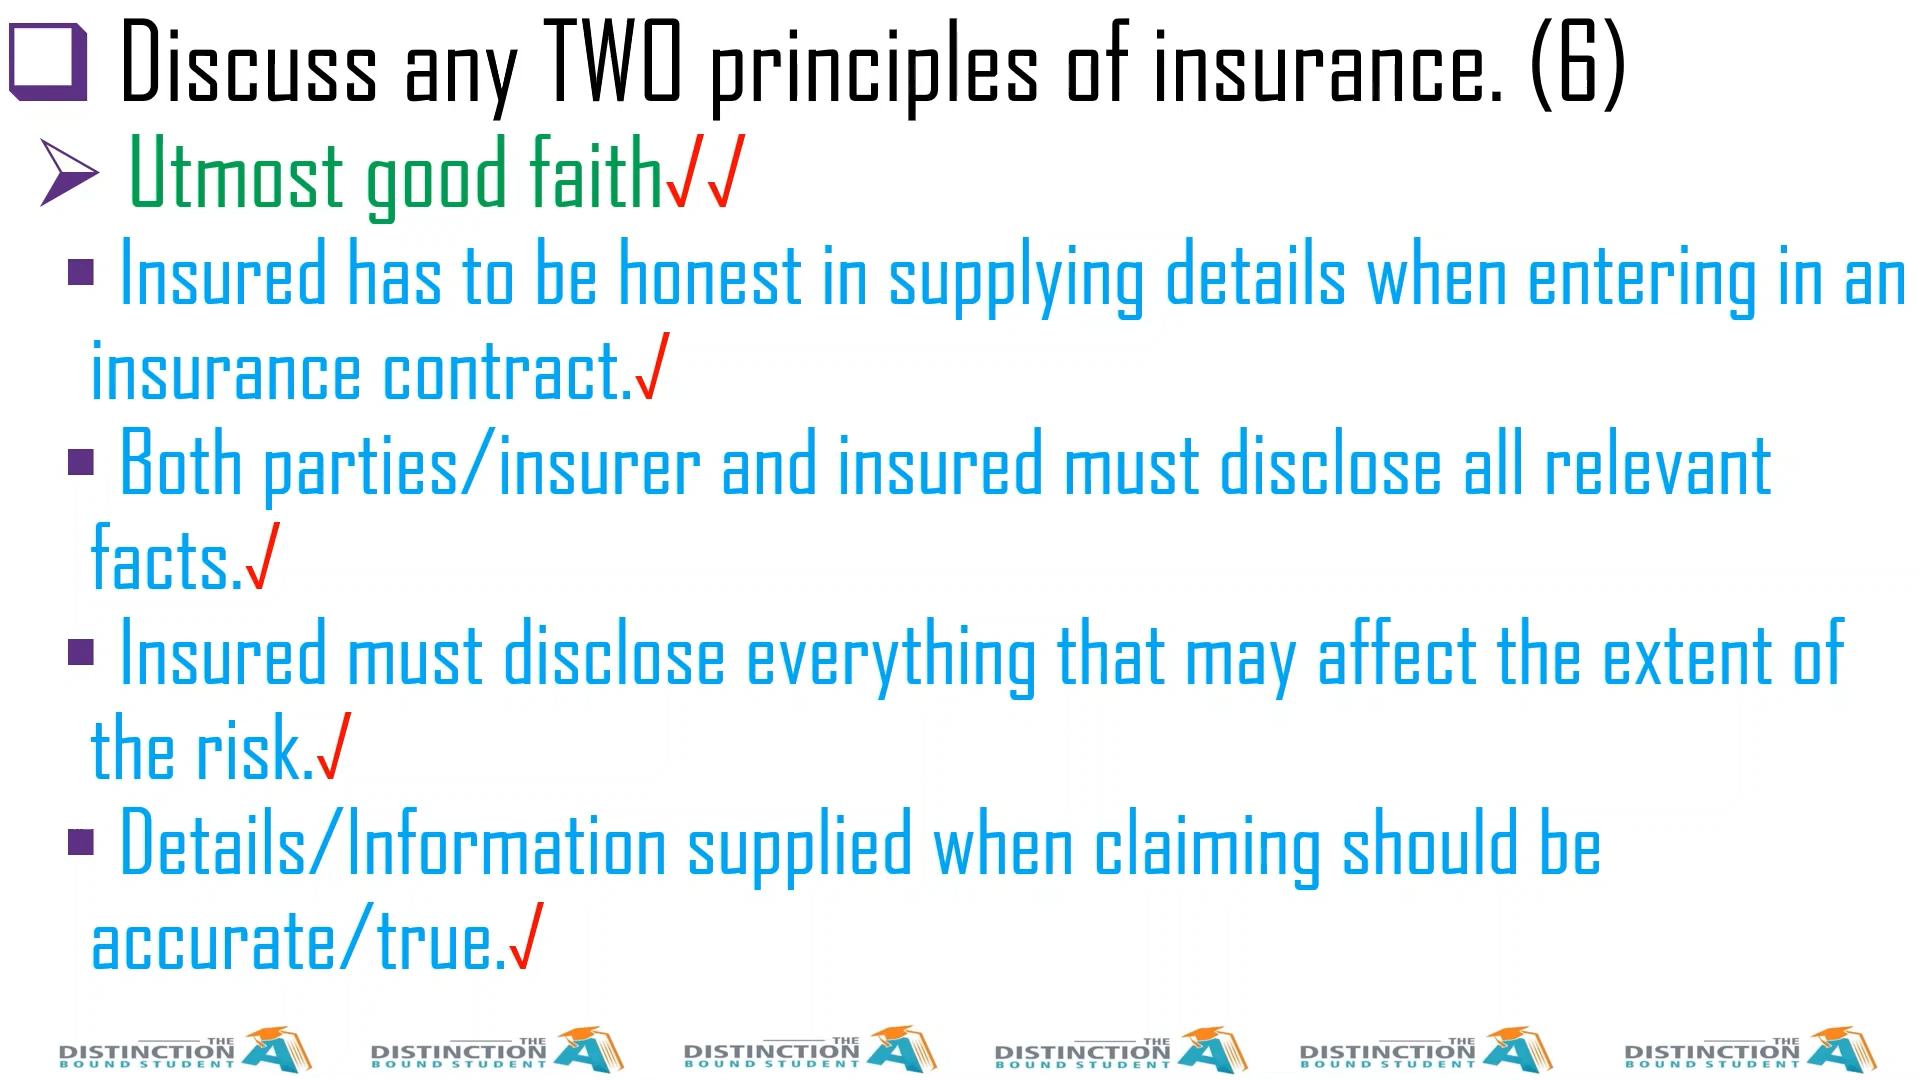 Discuss any TWO principles of insurance. (6)
Utmost good faith√√
Insured has to be honest in supplying details when entering in an
insurance contract.√
Both parties/insurer and insured must disclose all relevant
facts.√
Insured must disclose everything that may affect the extent of
the risk.√
Details/Information supplied when claiming should be
accurate/true.√
THE DISTINCTION BOUND STUDENT
THE DISTINCTION BOUND STUDENT
THE DISTINCTION BOUND STUDENT
THE DISTINCTION BOUND STUDENT
THE DISTINCTION BOUND STUDENT
THE DISTINCTION BOUND STUDENT